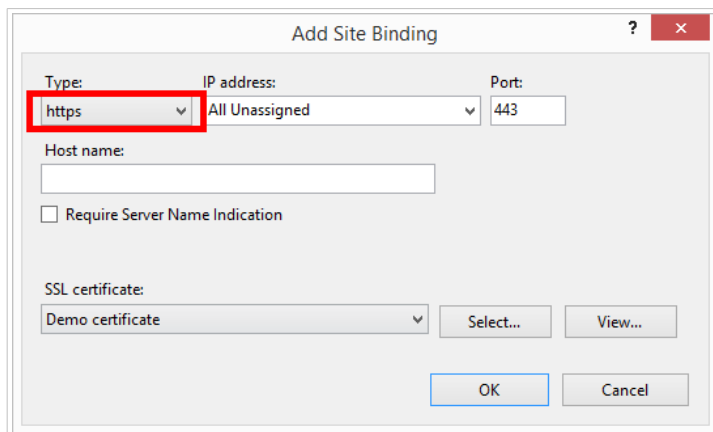 Add Site Binding
?
Type: IP address: Port:
https All Unassigned 443
Host name:
Require Server Name Indication
SSL certificate:
Demo certificate Select... View...
OK Cancel